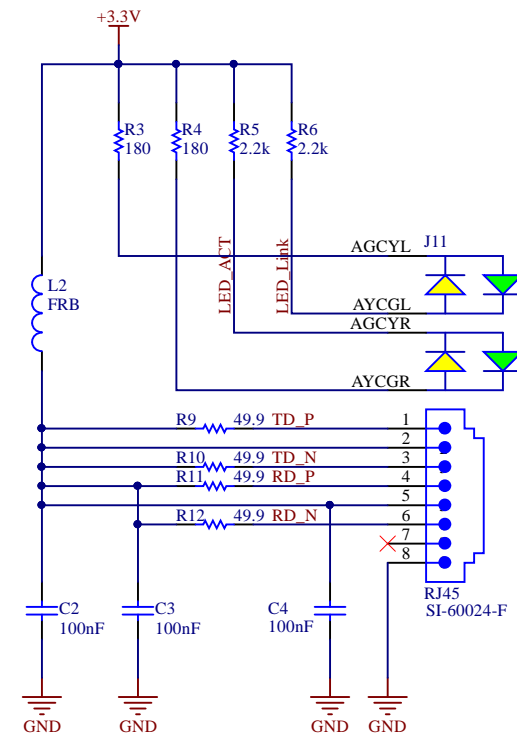 +3.3V
R3
180
R4
180
R5
2.2k
R6
2.2k
LED_ACT
LED_Link
AGCYL
J11
L2
FRB
AYCGL
AGCYR
AYCGR
R9 49.9 TD_P 1
2
R10 49.9 TD_N 3
R11 49.9 RD_P 4
5
R12 49.9 RD_N 6
7
8
RJ45
SI-60024-F
C2
100nF
C3
100nF
C4
100nF
GND
GND
GND
GND